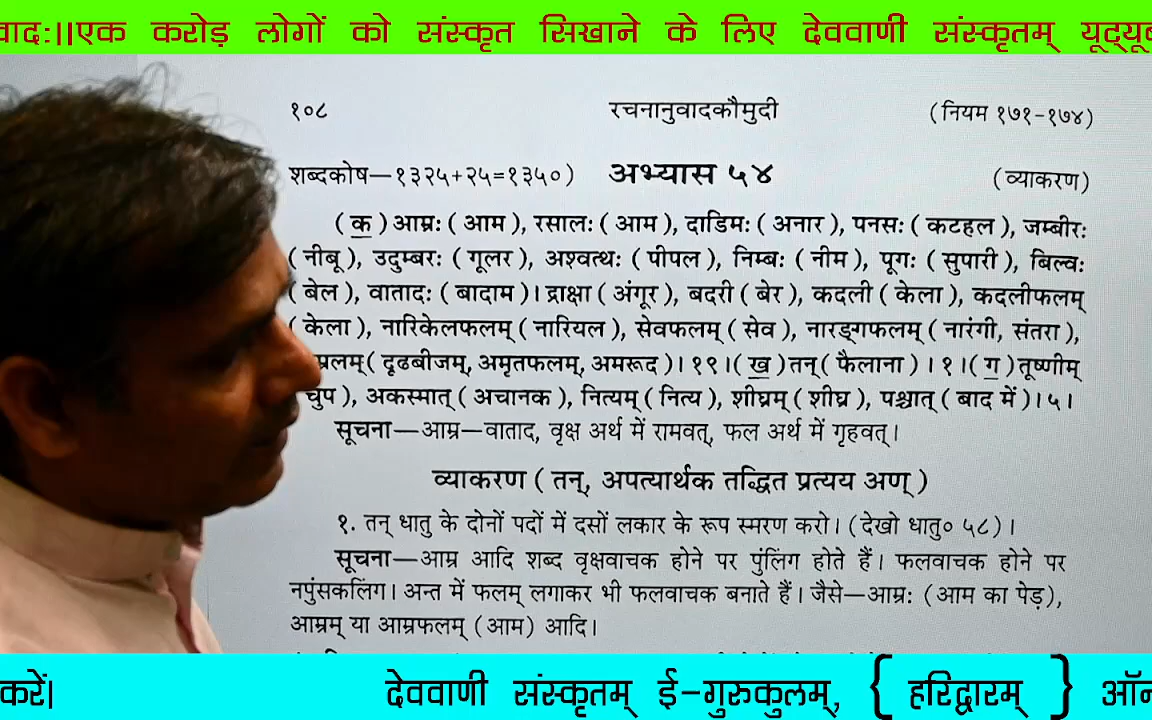 वादः।।एक करोड़ लोगों को संस्कृत सिखाने के लिए देववाणी संस्कृतम्
१०८ रचनानुवादकौमुदी (नियम १७१-१७४)
शब्दकोष—१३२५+२५=१३५०) अभ्यास ५४ (व्याकरण)
( क ) आम्रः ( आम ), रसालः ( आम ), दाडिमः ( अनार ), पनसः ( कटहल ), जम्बीरः
( नीबू ), उदुम्बरः ( गूलर ), अश्वत्थः ( पीपल ), निम्बः ( नीम ), पूगः ( सुपारी ), बिल्वः
( बेल ), वातादः ( बादाम )। द्राक्षा ( अंगूर ), बदरी ( बेर ), कदली ( केला ), कदलीफलम्
( केला ), नारिकेलफलम् ( नारियल ), सेवफलम् ( सेव ), नारङ्गफलम् ( नारंगी, संतरा ),
म्रलम्( दृढबीजम्, अमृतफलम्, अमरूद )। १९।( ख )तन्( फैलाना )। १।( ग )तूष्णीम्
चुप ), अकस्मात् ( अचानक ), नित्यम् ( नित्य ), शीघ्रम् ( शीघ्र ), पश्चात् ( बाद में )। ५।
सूचना—आम्र—वाताद, वृक्ष अर्थ में रामवत्, फल अर्थ में गृहवत्।
व्याकरण ( तन्, अपत्यार्थक तद्धित प्रत्यय अण् )
१. तन् धातु के दोनों पदों में दसों लकार के रूप स्मरण करो। (देखो धातु० ५८)।
सूचना—आम्र आदि शब्द वृक्षवाचक होने पर पुंलिंग होते हैं। फलवाचक होने पर
नपुंसकलिंग। अन्त में फलम् लगाकर भी फलवाचक बनाते हैं। जैसे—आम्रः (आम का पेड़),
आम्रम् या आम्रफलम् (आम) आदि।
करें। देववाणी संस्कृतम् ई-गुरुकुलम्, { हरिद्वारम् } ऑन